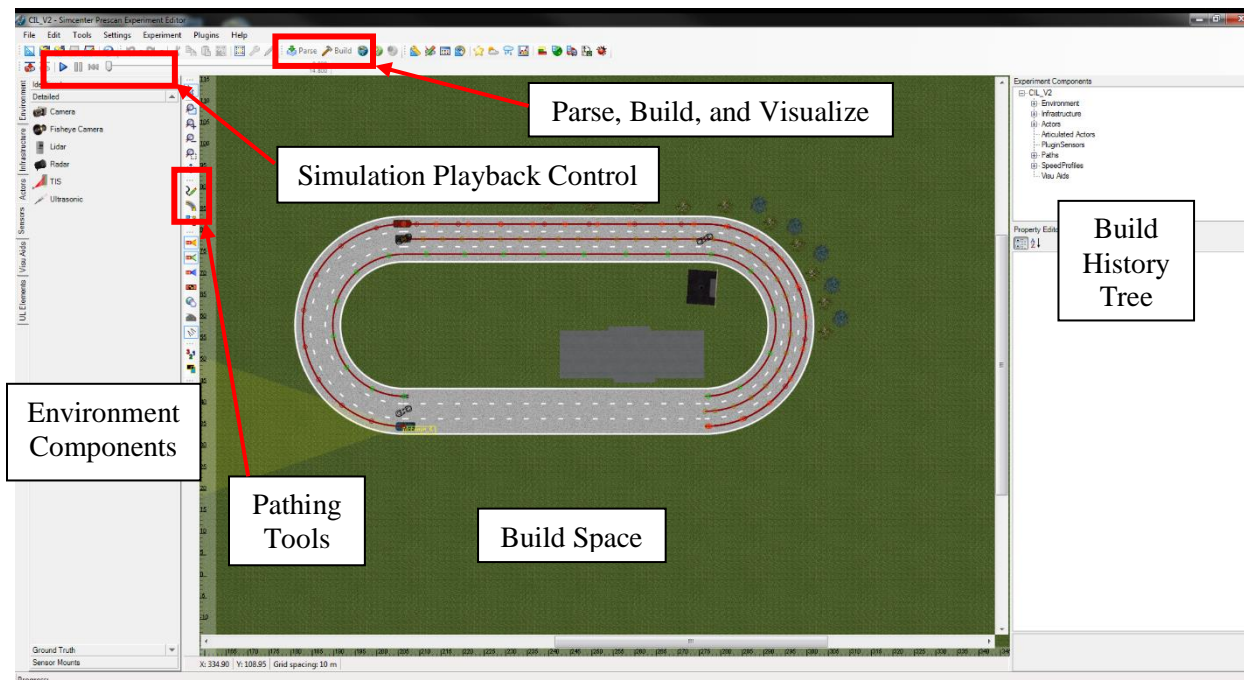 CIL_V2 - Simcenter Prescan Experiment Editor
File Edit Tools Settings Experiment Plugins Help
Parse Build
Detailed
Camera
Fisheye Camera
Lidar
Radar
TIS
Ultrasonic
Environment
Infrastructure
Actors
Sensors
Visu Aids
UL Elements
Ground Truth
Sensor Mounts
Parse, Build, and Visualize
Simulation Playback Control
Environment
Components
Pathing
Tools
Build Space
Experiment Components
CIL_V2
Environment
Infrastructure
Actors
Articulated Actors
PluginSensors
Paths
SpeedProfiles
Visu Aids
Property Edito
Build
History
Tree
X: 334.90 Y: 108.95 Grid spacing: 10 m
Progress: